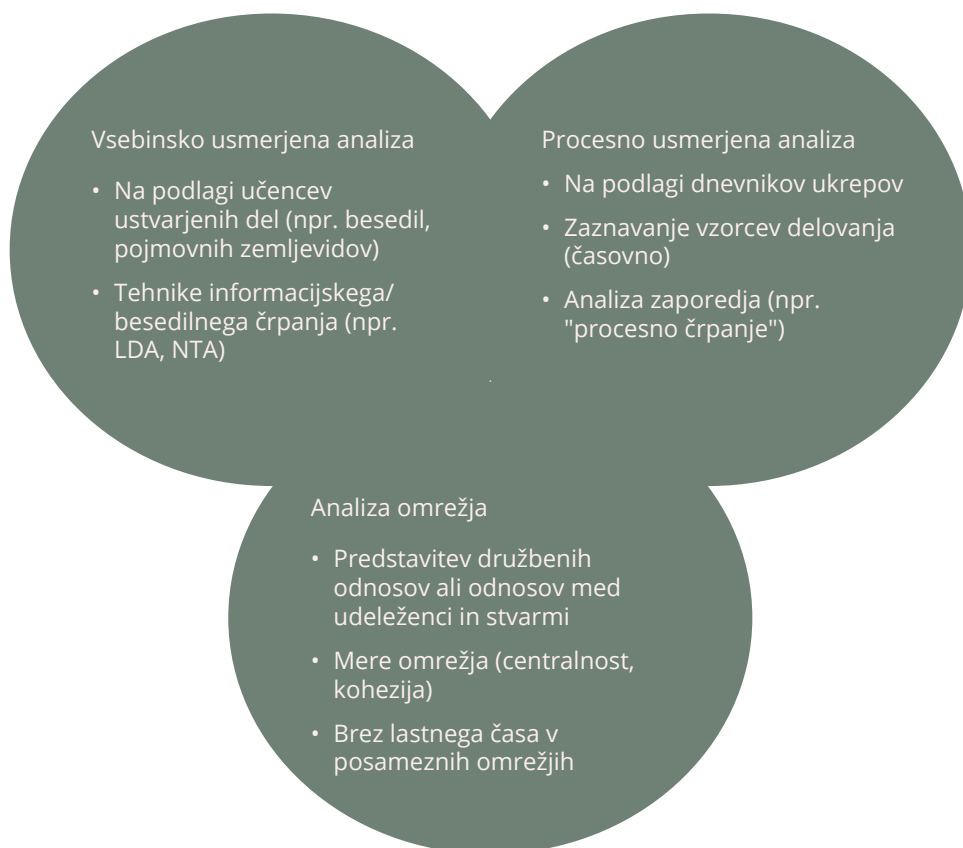 Vsebinsko usmerjena analiza
• Na podlagi učencev
ustvarjenih del (npr. besedil,
pojmovnih zemljevidov)
• Tehnike informacijskega/
besedilnega črpanja (npr.
LDA, NTA)
Procesno usmerjena analiza
• Na podlagi dnevnikov ukrepov
• Zaznavanje vzorcev delovanja
(časovno)
• Analiza zaporedja (npr.
"procesno črpanje")
Analiza omrežja
• Predstavitev družbenih
odnosov ali odnosov med
udeleženci in stvarmi
• Mere omrežja (centralnost,
kohezija)
• Brez lastnega časa v
posameznih omrežjih